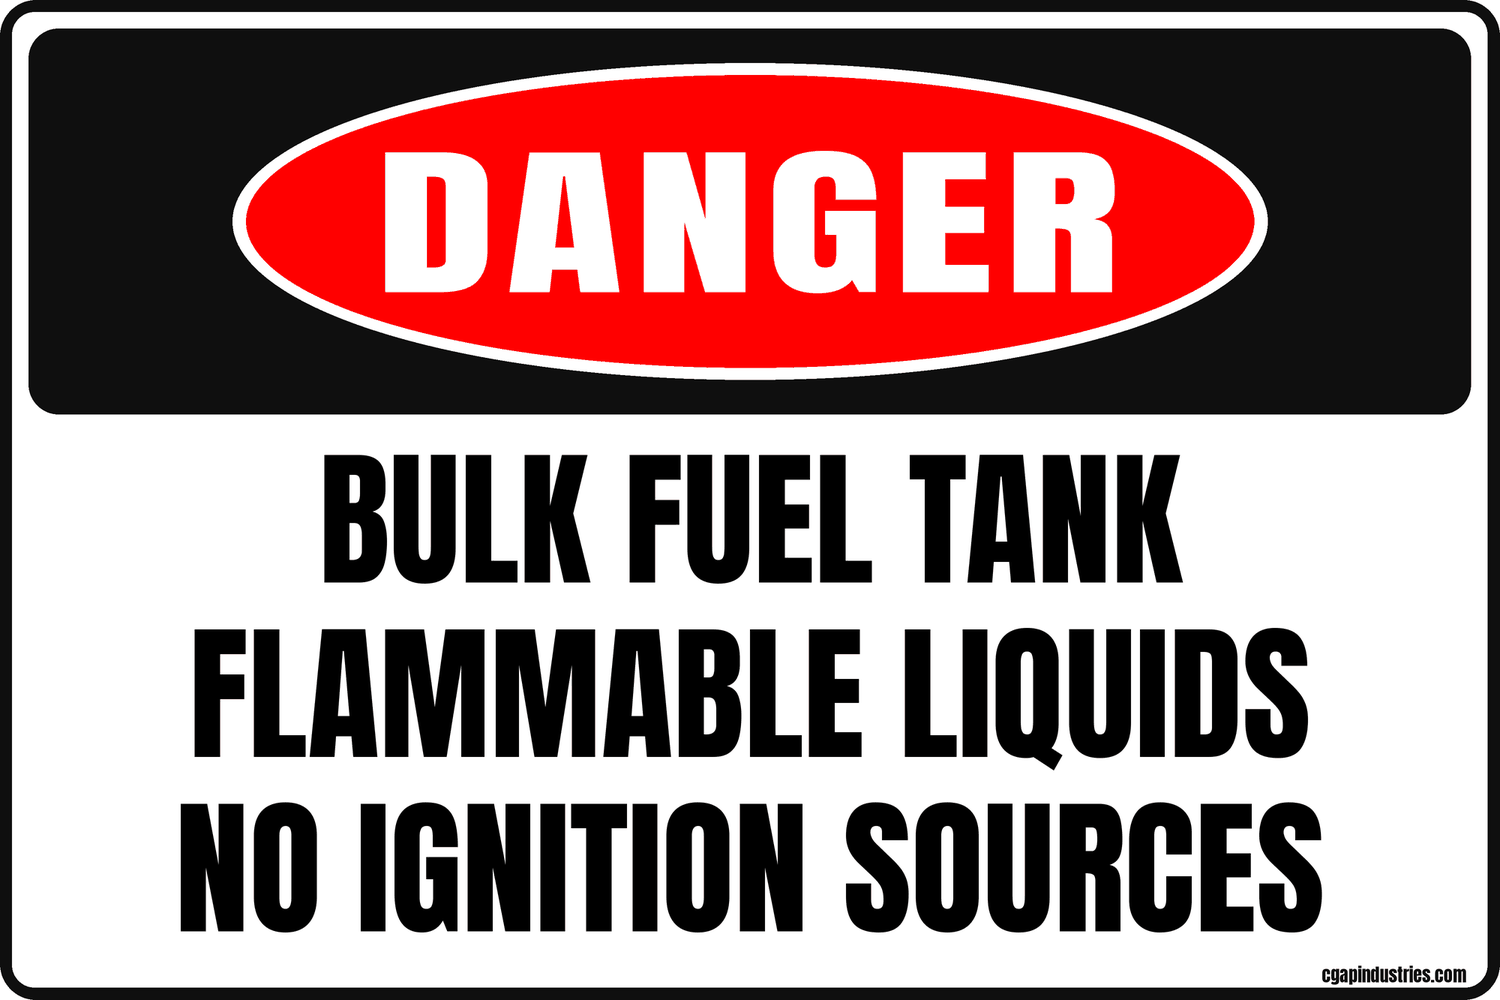 DANGER
BULK FUEL TANK
FLAMMABLE LIQUIDS
NO IGNITION SOURCES
cgapindustries.com